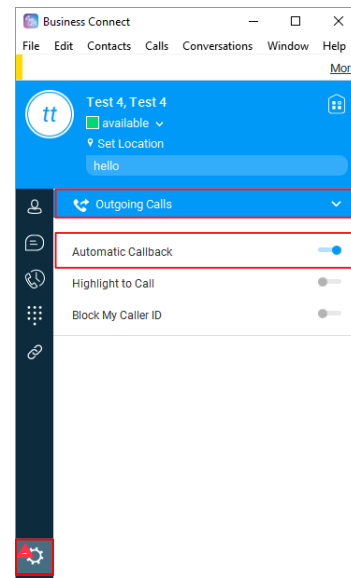 Business Connect
File Edit Contacts Calls Conversations Window Help
Mor
tt
Test 4, Test 4
available
Set Location
hello
Outgoing Calls
Automatic Callback
Highlight to Call
Block My Caller ID